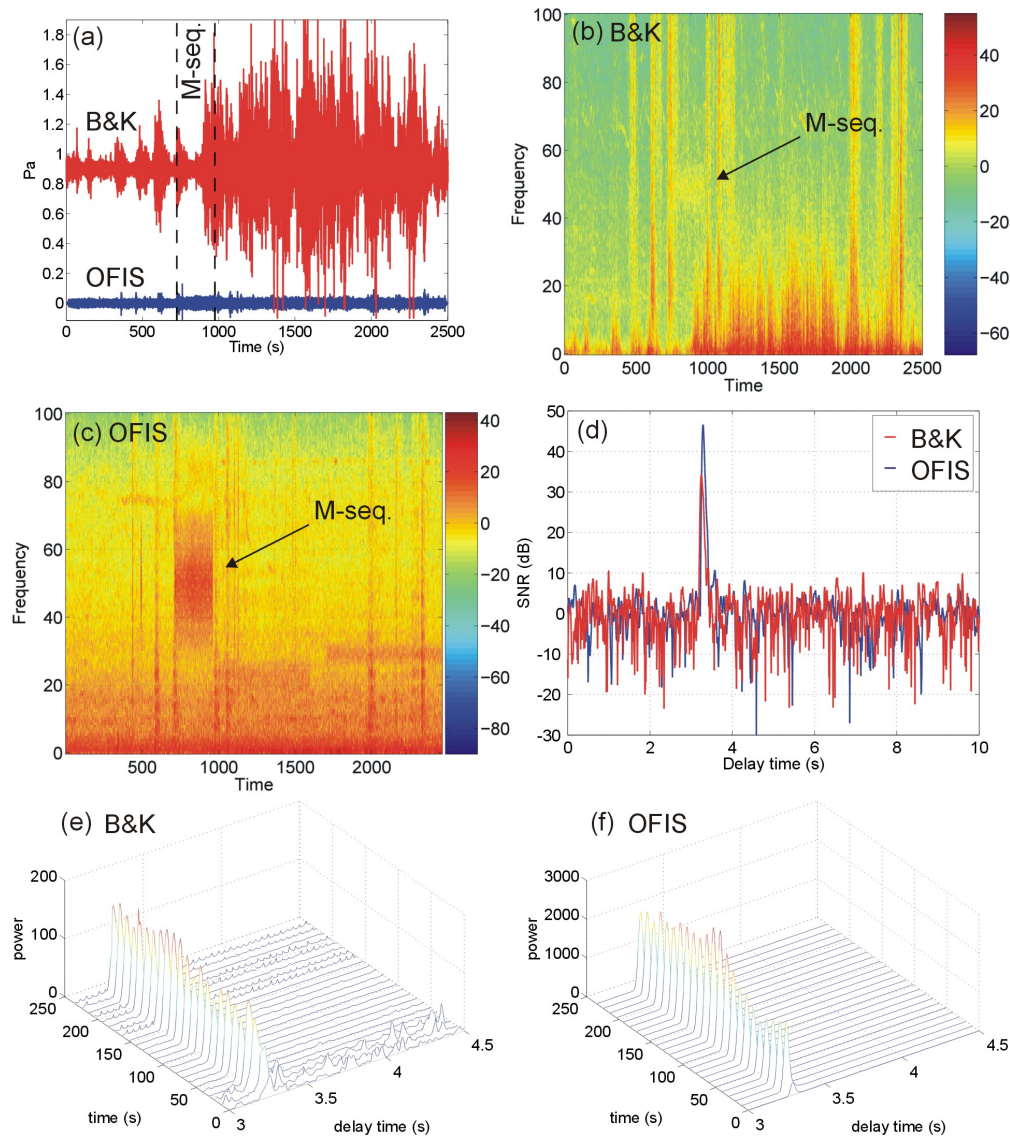 (a)
M-seq.
B&K
OFIS
Pa
1.8
1.6
1.4
1.2
1
0.8
0.6
0.4
0.2
0
0 500 1000 1500 2000 2500
Time (s)
(b) B&K
M-seq.
Frequency
100
80
60
40
20
0
0 500 1000 1500 2000 2500
Time
40
20
0
−20
−40
−60
(c) OFIS
M-seq.
Frequency
100
80
60
40
20
0
500 1000 1500 2000
Time
40
20
0
−20
−40
−60
−80
(d)
B&K
OFIS
SNR (dB)
50
40
30
20
10
0
-10
-20
-30
0 2 4 6 8 10
Delay time (s)
(e) B&K
power
200
100
0
250
200
150
100
50
0
time (s)
3
3.5
4
4.5
delay time (s)
(f) OFIS
power
3000
2000
1000
0
250
200
150
100
50
0
time (s)
3
3.5
4
4.5
delay time (s)